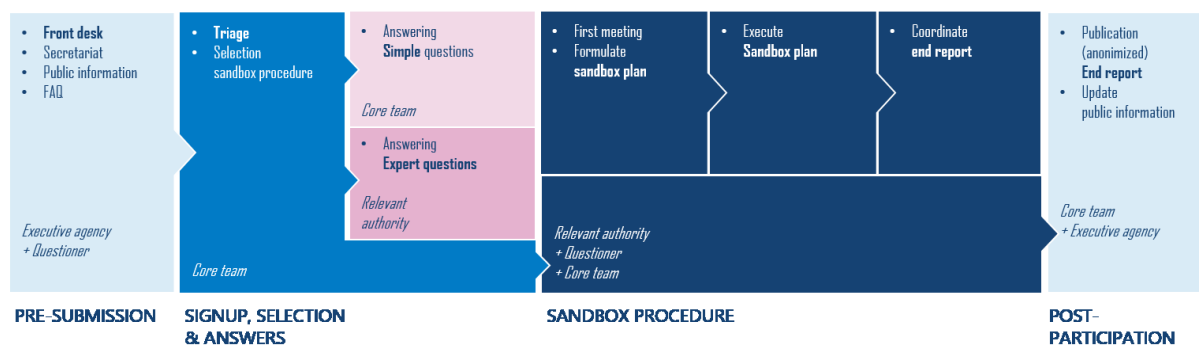 • Front desk
• Secretariat
• Public information
• FAQ
Executive agency
+ Questioner
PRE-SUBMISSION
• Triage
• Selection
sandbox procedure
Core team
• Answering
Simple questions
Core team
• Answering
Expert questions
Relevant
authority
SIGNUP, SELECTION
& ANSWERS
• First meeting
• Formulate
sandbox plan
• Execute
Sandbox plan
• Coordinate
end report
Relevant authority
+ Questioner
+ Core team
SANDBOX PROCEDURE
• Publication
(anonimized)
End report
• Update
public information
Core team
+ Executive agency
POST-
PARTICIPATION